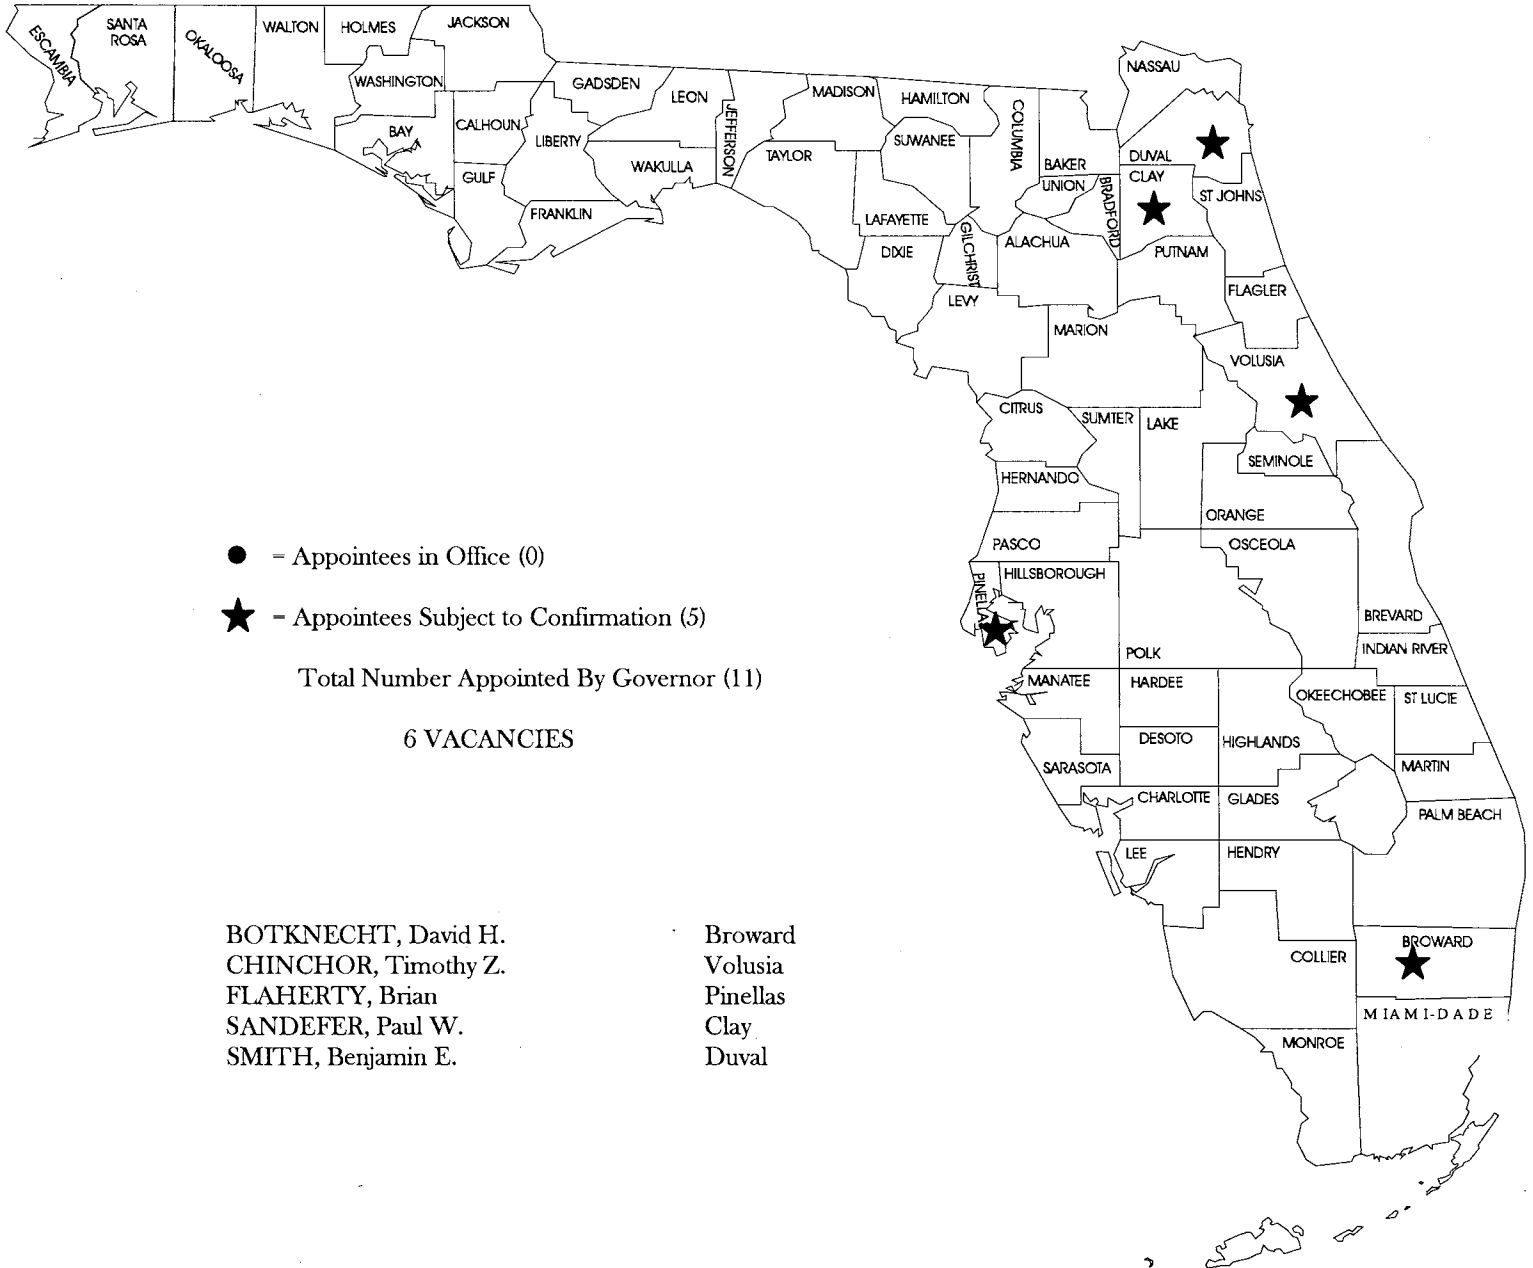 ESCAMBIA
SANTA
ROSA
OKALOOSA
WALTON
HOLMES
JACKSON
WASHINGTON
BAY
CALHOUN
GULF
GADSDEN
LIBERTY
FRANKLIN
LEON
WAKULLA
JEFFERSON
MADISON
TAYLOR
HAMILTON
SUWANEE
LAFAYETTE
DIXIE
COLUMBIA
GILCHRIST
LEVY
BAKER
UNION
BRADFORD
ALACHUA
NASSAU
DUVAL
CLAY
ST JOHNS
PUTNAM
FLAGLER
MARION
VOLUSIA
CITRUS
SUMTER
LAKE
SEMINOLE
HERNANDO
ORANGE
PASCO
OSCEOLA
PINELLAS
HILLSBOROUGH
BREVARD
INDIAN RIVER
POLK
MANATEE
HARDEE
OKEECHOBEE
ST LUCIE
DESOTO
HIGHLANDS
SARASOTA
MARTIN
CHARLOTTE
GLADES
PALM BEACH
LEE
HENDRY
BROWARD
COLLIER
MIAMI-DADE
MONROE
= Appointees in Office (0)
= Appointees Subject to Confirmation (5)
Total Number Appointed By Governor (11)
6 VACANCIES
BOTKNECHT, David H. Broward
CHINCHOR, Timothy Z. Volusia
FLAHERTY, Brian Pinellas
SANDEFER, Paul W. Clay
SMITH, Benjamin E. Duval